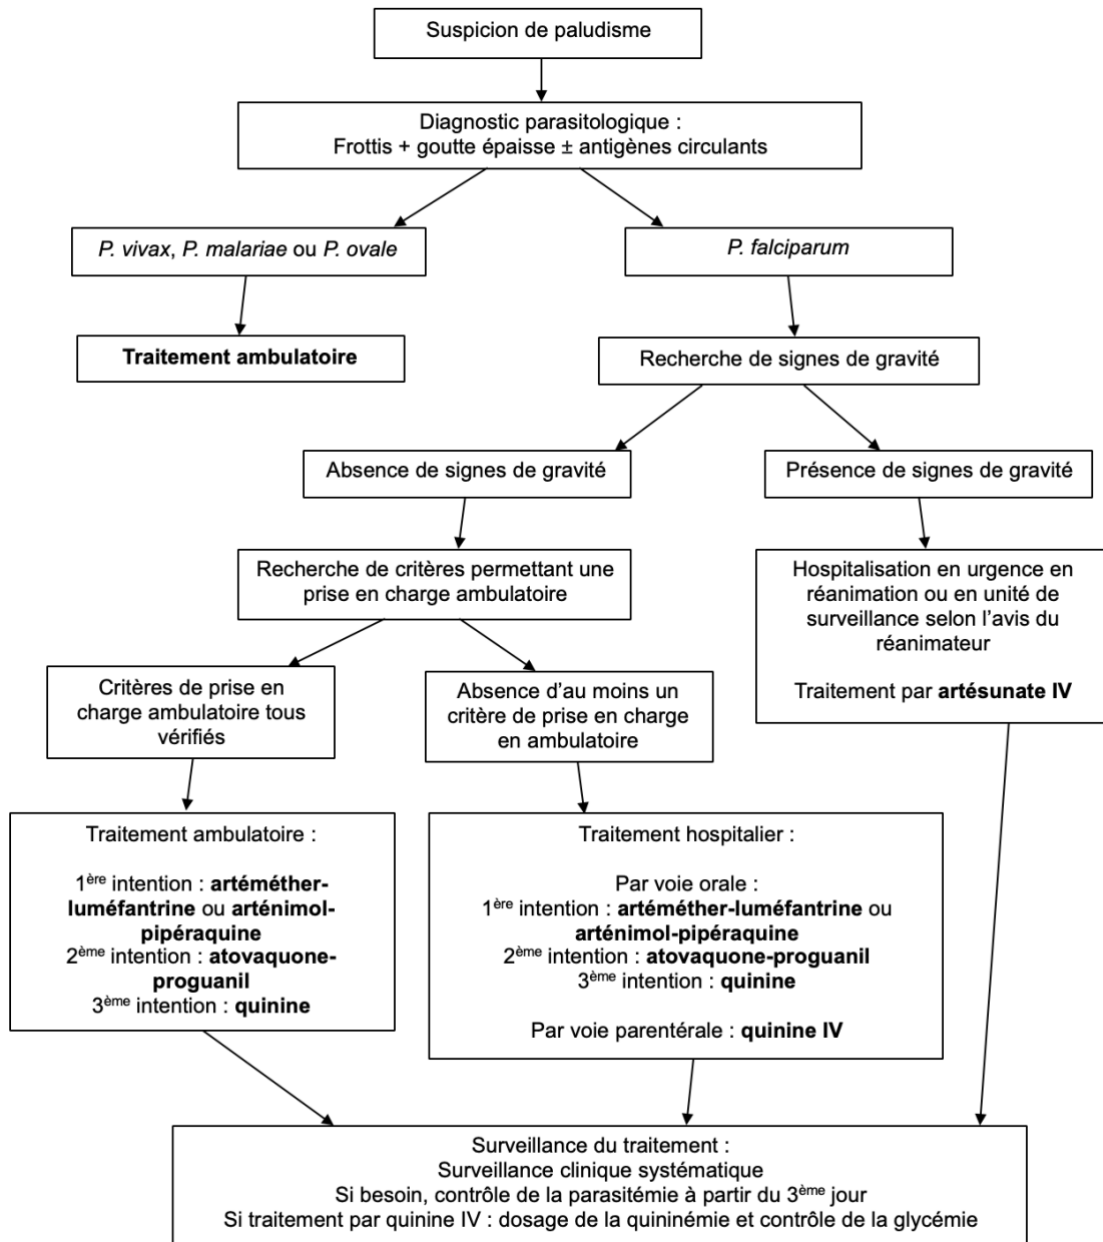 Suspicion de paludisme
Diagnostic parasitologique :
Frottis + goutte épaisse ± antigènes circulants
P. vivax, P. malariae ou P. ovale
P. falciparum
Traitement ambulatoire
Recherche de signes de gravité
Absence de signes de gravité
Présence de signes de gravité
Recherche de critères permettant une
prise en charge ambulatoire
Hospitalisation en urgence en
réanimation ou en unité de
surveillance selon l’avis du
réanimateur
Traitement par artésunate IV
Critères de prise en
charge ambulatoire tous
vérifiés
Absence d’au moins un
critère de prise en charge
en ambulatoire
Traitement ambulatoire :
1ère intention : artéméther-
luméfantrine ou arténimol-
pipéraquine
2ème intention : atovaquone-
proguanil
3ème intention : quinine
Traitement hospitalier :
Par voie orale :
1ère intention : artéméther-luméfantrine ou
arténimol-pipéraquine
2ème intention : atovaquone-proguanil
3ème intention : quinine
Par voie parentérale : quinine IV
Surveillance du traitement :
Surveillance clinique systématique
Si besoin, contrôle de la parasitémie à partir du 3ème jour
Si traitement par quinine IV : dosage de la quininémie et contrôle de la glycémie